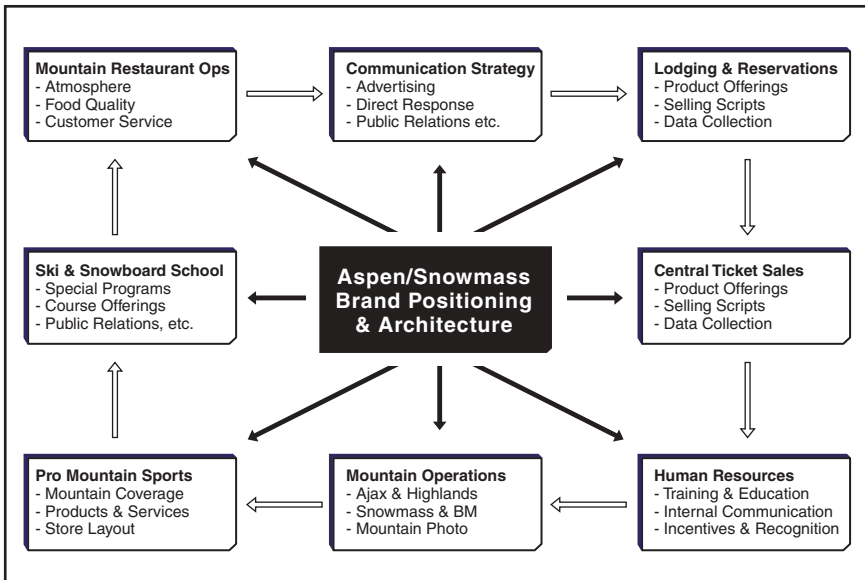 Mountain Restaurant Ops
- Atmosphere
- Food Quality
- Customer Service
Communication Strategy
- Advertising
- Direct Response
- Public Relations etc.
Lodging & Reservations
- Product Offerings
- Selling Scripts
- Data Collection
Ski & Snowboard School
- Special Programs
- Course Offerings
- Public Relations, etc.
Aspen/Snowmass
Brand Positioning
& Architecture
Central Ticket Sales
- Product Offerings
- Selling Scripts
- Data Collection
Pro Mountain Sports
- Mountain Coverage
- Products & Services
- Store Layout
Mountain Operations
- Ajax & Highlands
- Snowmass & BM
- Mountain Photo
Human Resources
- Training & Education
- Internal Communication
- Incentives & Recognition